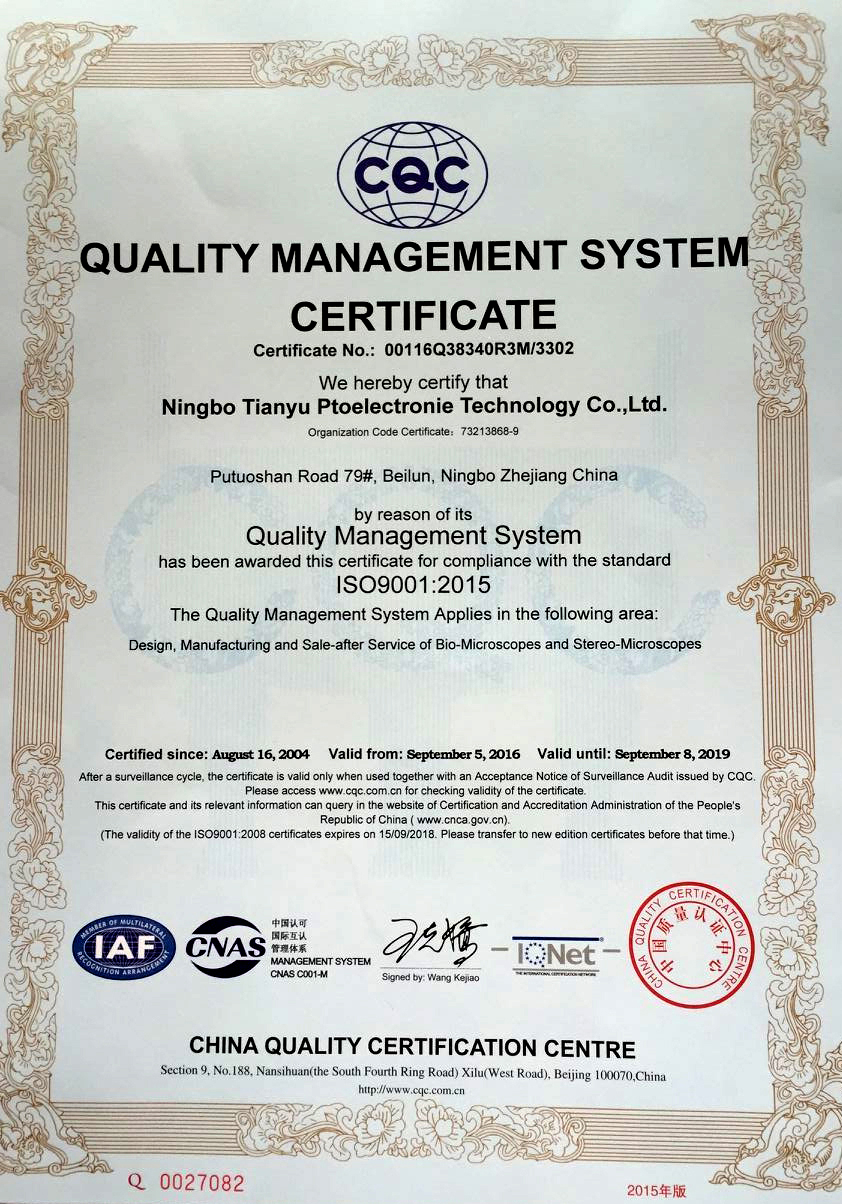 CQC
QUALITY MANAGEMENT SYSTEM
CERTIFICATE
Certificate No.: 00116Q38340R3M/3302
We hereby certify that
Ningbo Tianyu Ptoelectronie Technology Co.,Ltd.
Organization Code Certificate: 73213868-9
Putuoshan Road 79#, Beilun, Ningbo Zhejiang China
by reason of its
Quality Management System
has been awarded this certificate for compliance with the standard
ISO9001:2015
The Quality Management System Applies in the following area:
Design, Manufacturing and Sale-after Service of Bio-Microscopes and Stereo-Microscopes
Certified since: August 16, 2004 Valid from: September 5, 2016 Valid until: September 8, 2019
After a surveillance cycle, the certificate is valid only when used together with an Acceptance Notice of Surveillance Audit issued by CQC.
Please access www.cqc.com.cn for checking validity of the certificate.
This certificate and its relevant information can query in the website of Certification and Accreditation Administration of the People's
Republic of China ( www.cnca.gov.cn).
(The validity of the ISO9001:2008 certificates expires on 15/09/2018. Please transfer to new edition certificates before that time.)
MEMBER OF MULTILATERAL
IAF
RECOGNITION ARRANGEMENT
CNAS
中国认可
国际互认
管理体系
MANAGEMENT SYSTEM
CNAS C001-M
Signed by: Wang Kejiao
IQNet
THE INTERNATIONAL CERTIFICATION NETWORK
CHINA QUALITY CERTIFICATION CENTRE
中国质量认证中心
CHINA QUALITY CERTIFICATION CENTRE
Section 9, No.188, Nansihuan(the South Fourth Ring Road) Xilu(West Road), Beijing 100070,China
http://www.cqc.com.cn
Q 0027082
2015年版